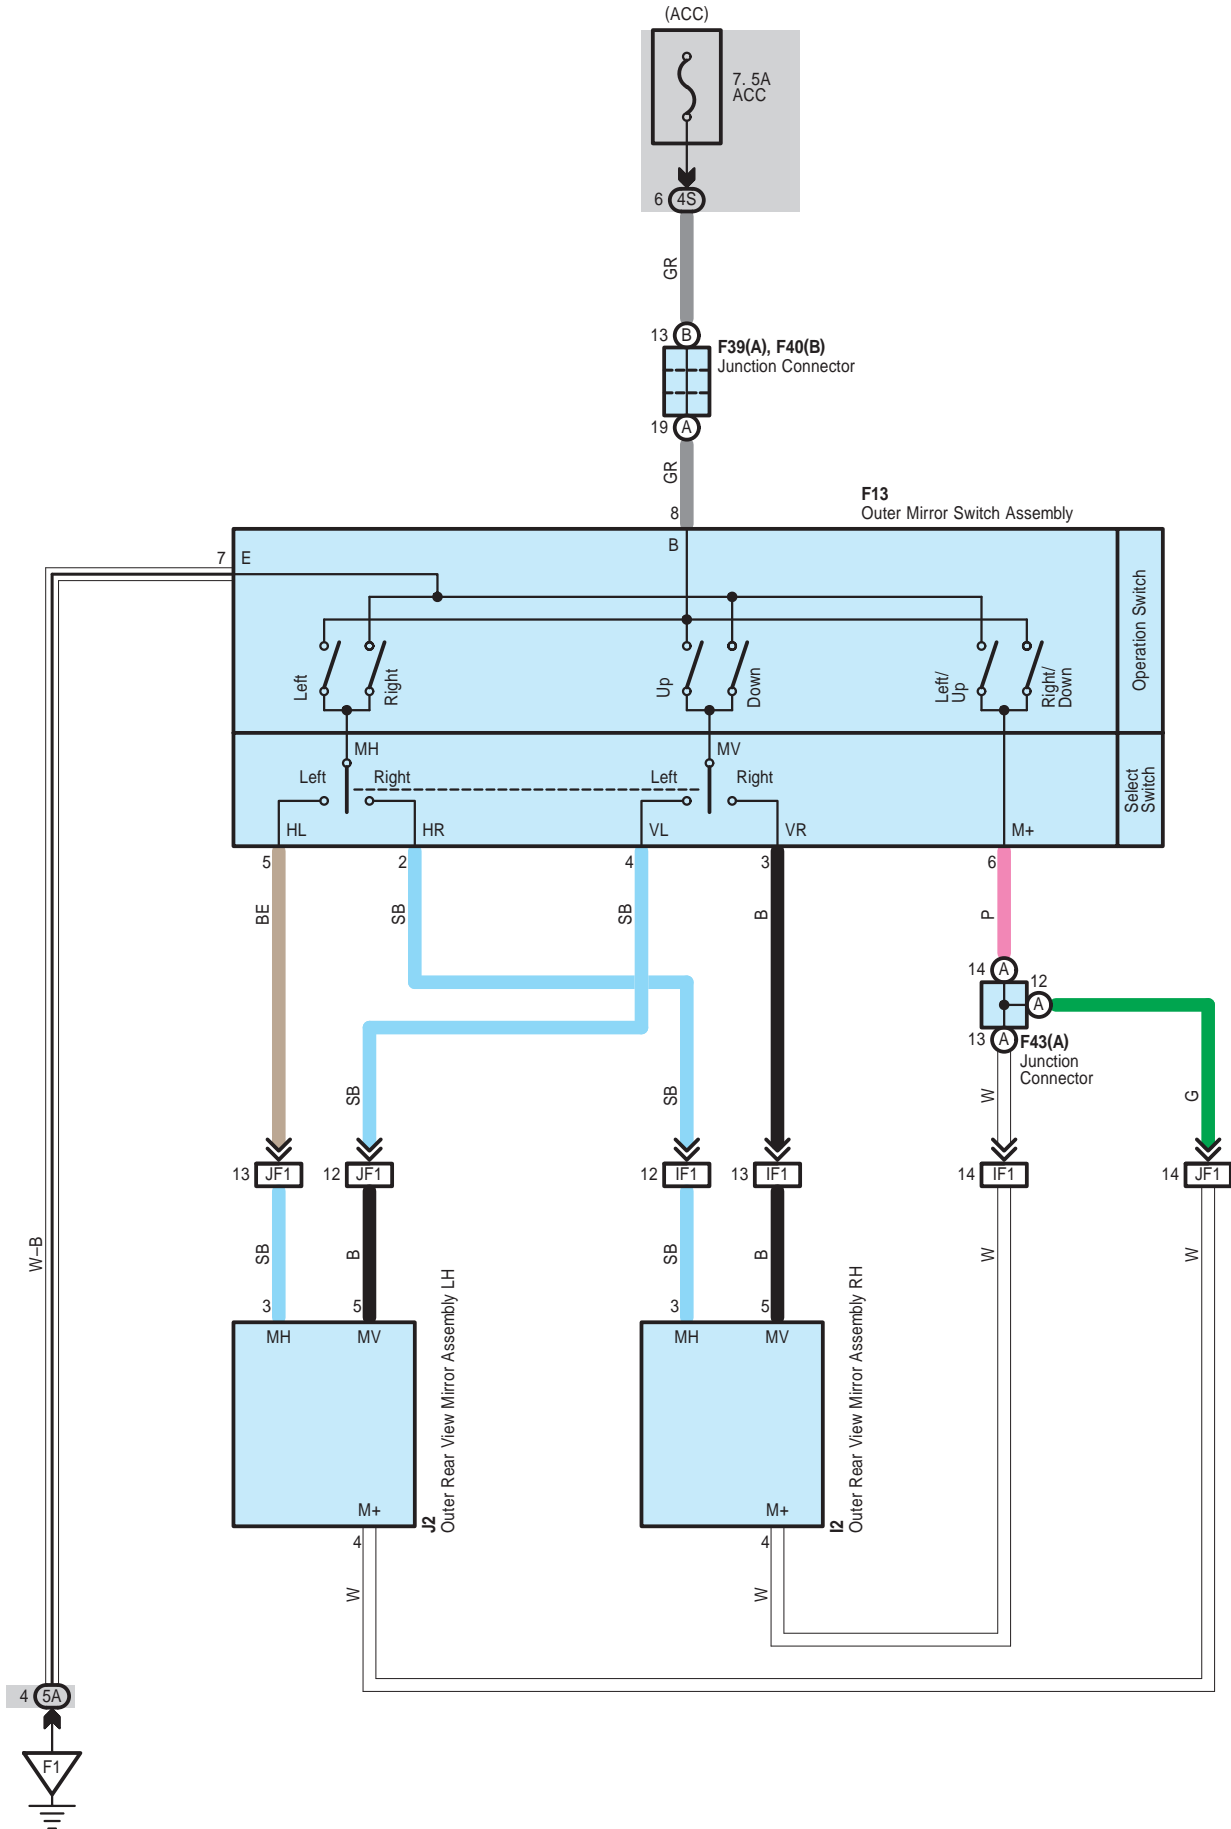 (ACC)
7. 5A
ACC
6 4S
GR
13 B
F39(A), F40(B)
Junction Connector
19 A
GR
8
F13
Outer Mirror Switch Assembly
7 E
B
Left
Right
Up
Down
Left/
Up
Right/
Down
Operation Switch
MH
MV
Left Right
Left Right
Select
Switch
HL HR VL VR M+
5 2 4 3 6
BE SB SB B P
14 A
12
A
13 A
F43(A)
Junction
Connector
SB SB W G
13 JF1 12 JF1 12 IF1 13 IF1 14 IF1 14 JF1
W–B
SB B SB B W W
3 5 3 5
MH MV MH MV
M+ M+
J2
Outer Rear View Mirror Assembly LH
I2
Outer Rear View Mirror Assembly RH
4 4
W W
4 5A
F1